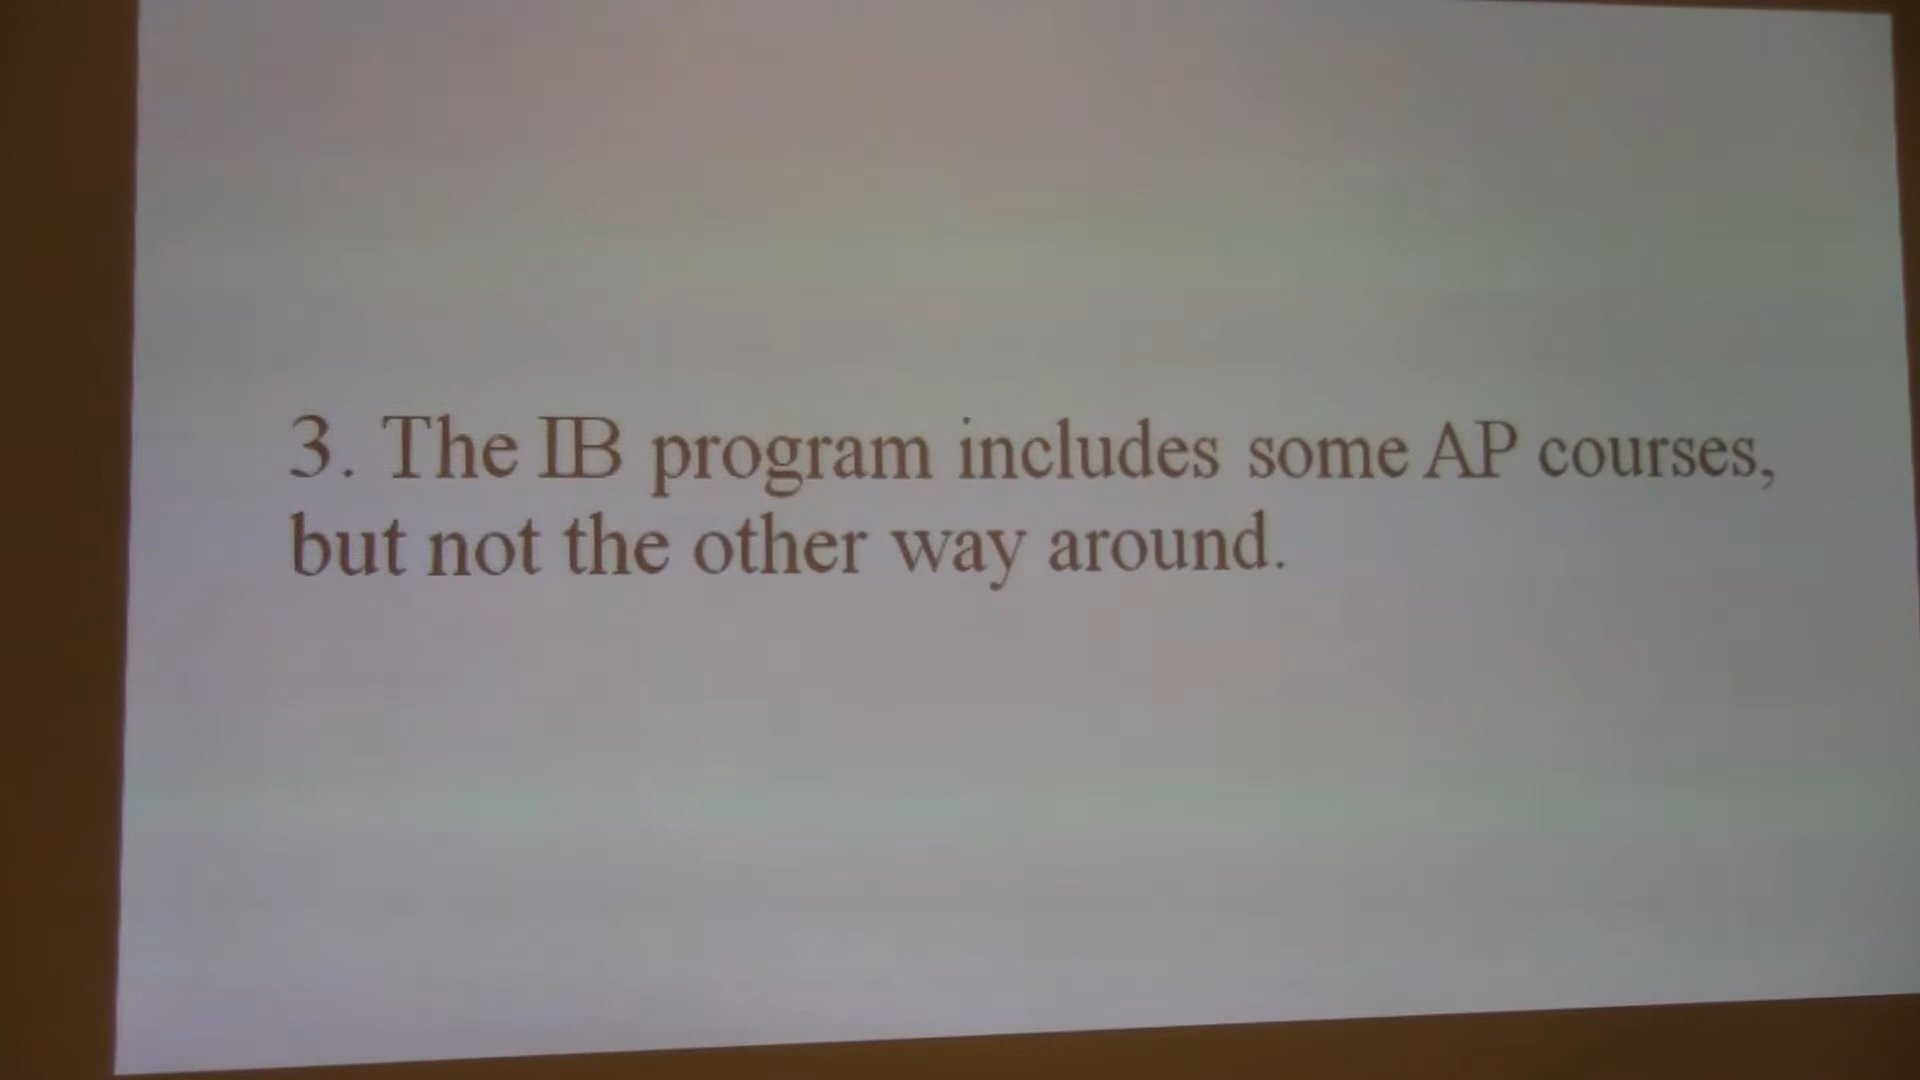 3. The IB program includes some AP courses,
but not the other way around.